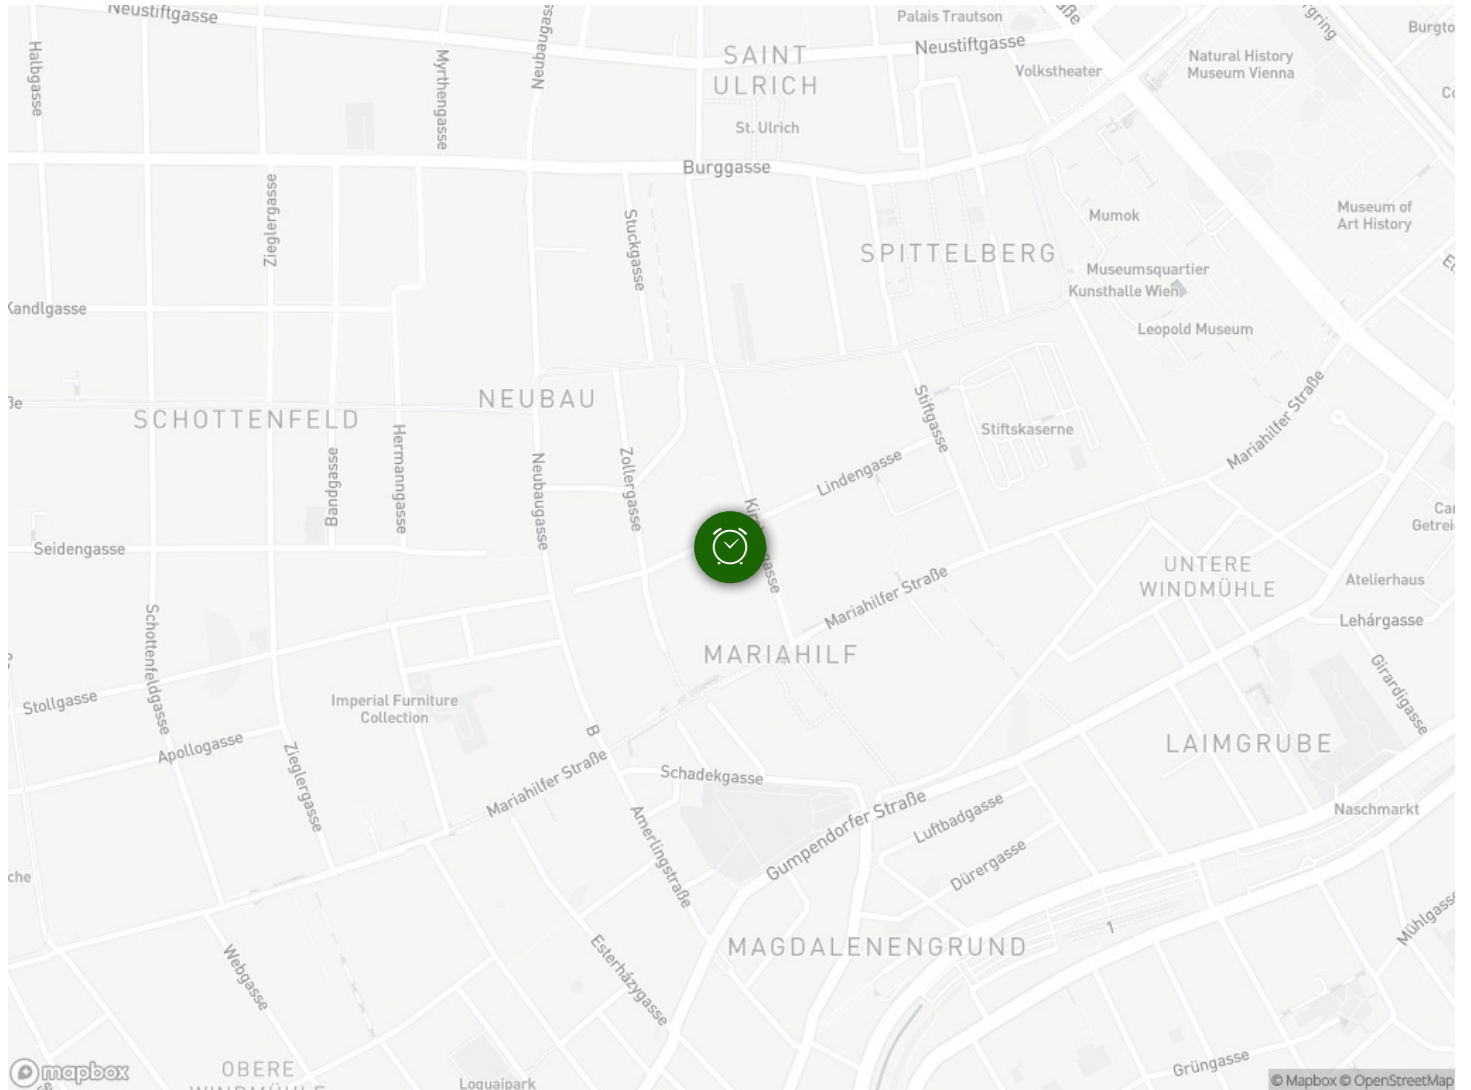 Neustiftgasse
Neubaugasse
Palais Trautson
Burgto
SAINT
ULRICH
Neustiftgasse
Natural History
Museum Vienna
Volkstheater
Halbgasse
Myrthengasse
St. Ulrich
Burggasse
Zieglergasse
Stuckgasse
Mumok
Museum of
Art History
SPITTELBERG
Museumsquartier
Kunsthalle Wien
Kandlgasse
Leopold Museum
NEUBAU
SCHOTTENFELD
Stiftgasse
Stiftskaserne
Mariahilfer Straße
Hermanngasse
Bandgasse
Neubaugasse
Zollergasse
Lindengasse
Seidengasse
UNTERE
WINDMÜHLE
Atelierhaus
Lehárgasse
Mariahilfer Straße
MARIAHILF
Schottenfeldgasse
Stollgasse
Imperial Furniture
Collection
Girardigasse
Apollogasse
B
LAIMGRUBE
Zieglergasse
Mariahilfer Straße
Schadekgasse
Naschmarkt
Gumpendorfer Straße
Luftbadgasse
Amerlingstraße
Dürergasse
che
Mühlgasse
1
MAGDALENENGRUND
Webgasse
Esterházygasse
OBERE
WINDMÜHLE
Loquaipark
Grüngasse
mapbox
© Mapbox © OpenStreetMap